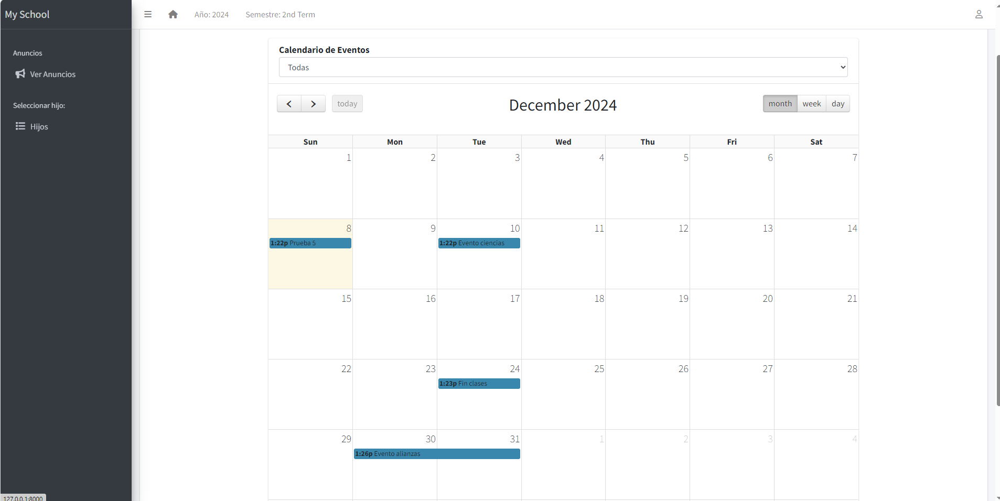 My School
Año: 2024
Semestre: 2nd Term
Anuncios
Ver Anuncios
Seleccionar hijo:
Hijos
Calendario de Eventos
Todas
today
December 2024
month week day
Sun Mon Tue Wed Thu Fri Sat
1 2 3 4 5 6 7
8 9 10 11 12 13 14
1:22p Prueba 5
1:22p Evento ciencias
15 16 17 18 19 20 21
22 23 24 25 26 27 28
1:23p Fin clases
29 30 31 1 2 3 4
1:26p Evento alianzas
127.0.0.1:8000